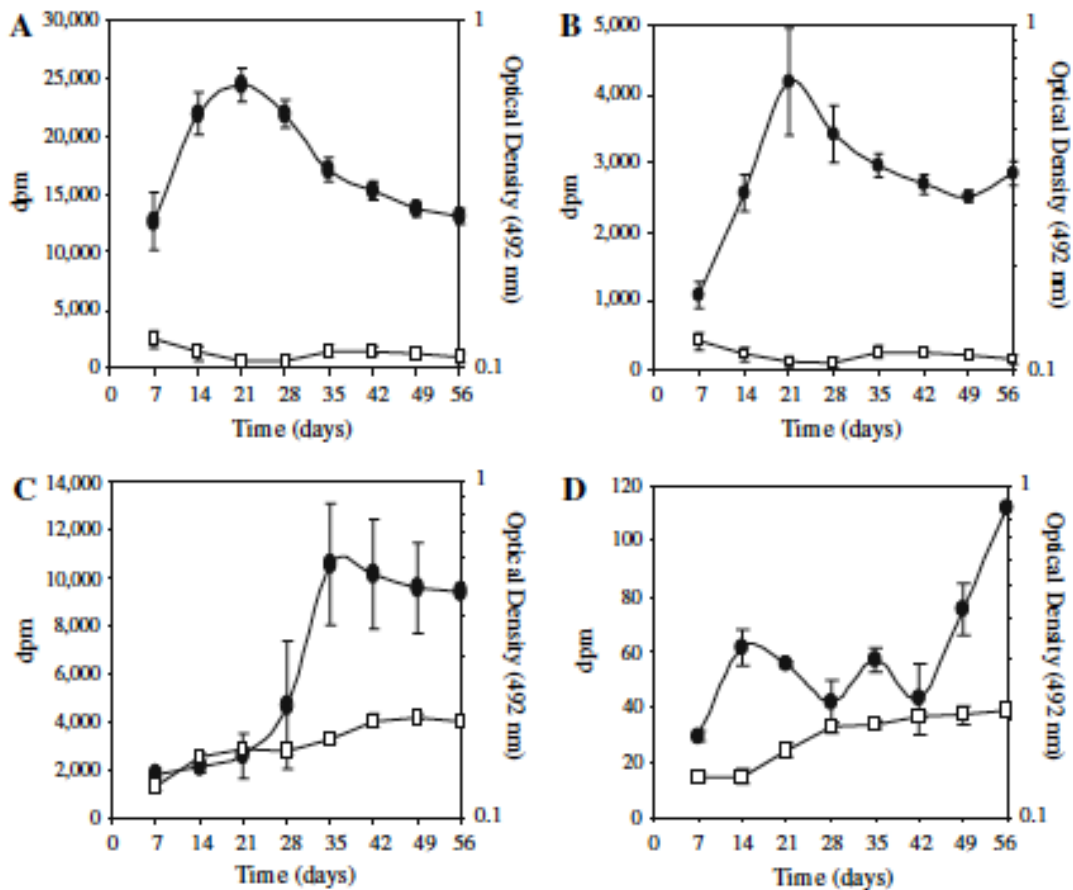 A
30,000
25,000
20,000
15,000
10,000
5,000
0
dpm
1
0.1
Optical Density (492 nm)
0 7 14 21 28 35 42 49 56
Time (days)
B
5,000
4,000
3,000
2,000
1,000
0
dpm
1
0.1
Optical Density (492 nm)
0 7 14 21 28 35 42 49 56
Time (days)
C
14,000
12,000
10,000
8,000
6,000
4,000
2,000
0
dpm
1
0.1
Optical Density (492 nm)
0 7 14 21 28 35 42 49 56
Time (days)
D
120
100
80
60
40
20
0
dpm
1
0.1
Optical Density (492 nm)
0 7 14 21 28 35 42 49 56
Time (days)